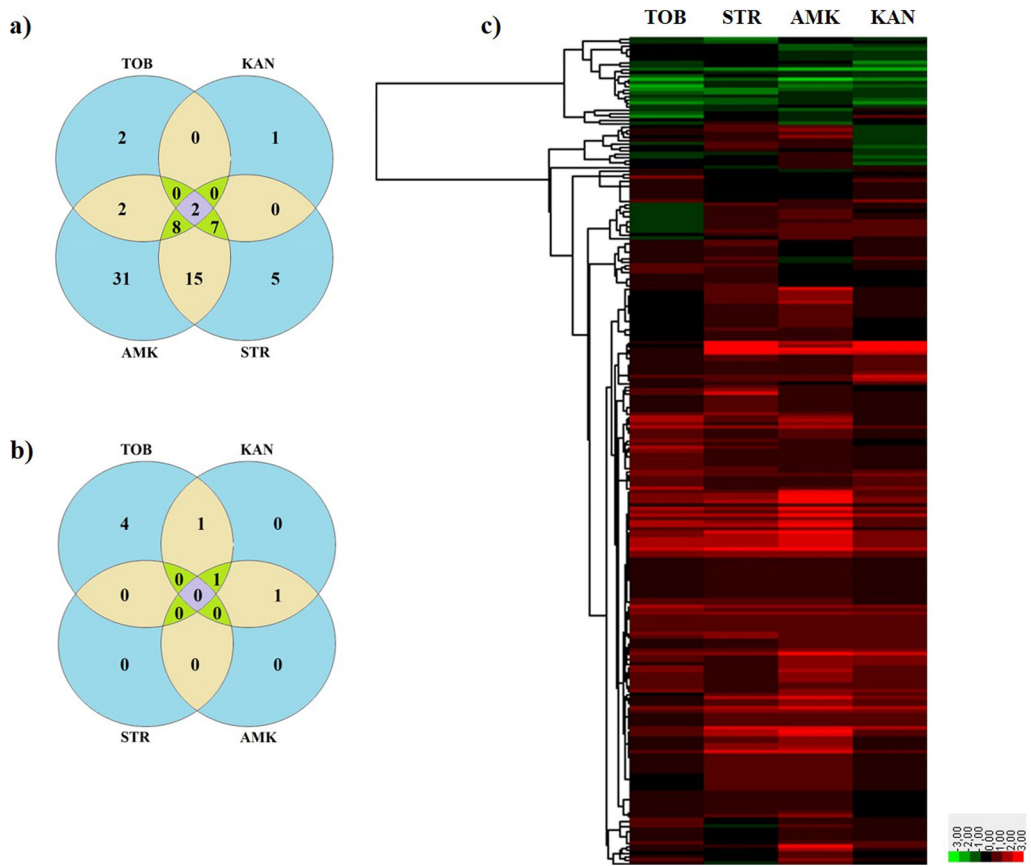 a)
TOB KAN
2 0 1
0 0
2 2 0
8 7
31 15 5
AMK STR
b)
TOB KAN
4 1 0
0 1
0 0 1
0 0
0 0 0
STR AMK
c)
TOB STR AMK KAN
-3,00
-2,00
-1,00
0,00
1,00
2,00
3,00